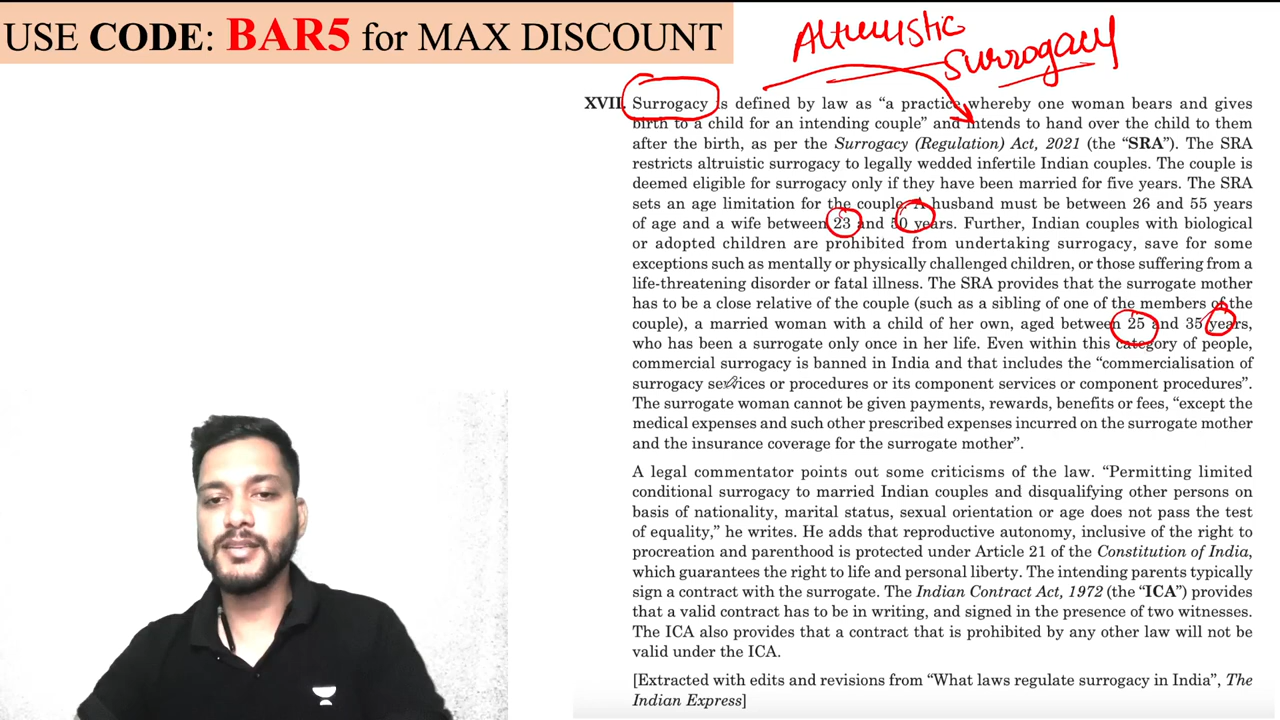 USE CODE: BAR5 for MAX DISCOUNT
Altruistic
Surrogacy
XVII. Surrogacy is defined by law as “a practice whereby one woman bears and gives
birth to a child for an intending couple” and intends to hand over the child to them
after the birth, as per the Surrogacy (Regulation) Act, 2021 (the “SRA”). The SRA
restricts altruistic surrogacy to legally wedded infertile Indian couples. The couple is
deemed eligible for surrogacy only if they have been married for five years. The SRA
sets an age limitation for the couple. A husband must be between 26 and 55 years
of age and a wife between 23 and 50 years. Further, Indian couples with biological
or adopted children are prohibited from undertaking surrogacy, save for some
exceptions such as mentally or physically challenged children, or those suffering from a
life-threatening disorder or fatal illness. The SRA provides that the surrogate mother
has to be a close relative of the couple (such as a sibling of one of the members of the
couple), a married woman with a child of her own, aged between 25 and 35 years,
who has been a surrogate only once in her life. Even within this category of people,
commercial surrogacy is banned in India and that includes the “commercialisation of
surrogacy services or procedures or its component services or component procedures”.
The surrogate woman cannot be given payments, rewards, benefits or fees, “except the
medical expenses and such other prescribed expenses incurred on the surrogate mother
and the insurance coverage for the surrogate mother”.
A legal commentator points out some criticisms of the law. “Permitting limited
conditional surrogacy to married Indian couples and disqualifying other persons on
basis of nationality, marital status, sexual orientation or age does not pass the test
of equality,” he writes. He adds that reproductive autonomy, inclusive of the right to
procreation and parenthood is protected under Article 21 of the Constitution of India,
which guarantees the right to life and personal liberty. The intending parents typically
sign a contract with the surrogate. The Indian Contract Act, 1972 (the “ICA”) provides
that a valid contract has to be in writing, and signed in the presence of two witnesses.
The ICA also provides that a contract that is prohibited by any other law will not be
valid under the ICA.
[Extracted with edits and revisions from “What laws regulate surrogacy in India”, The
Indian Express]